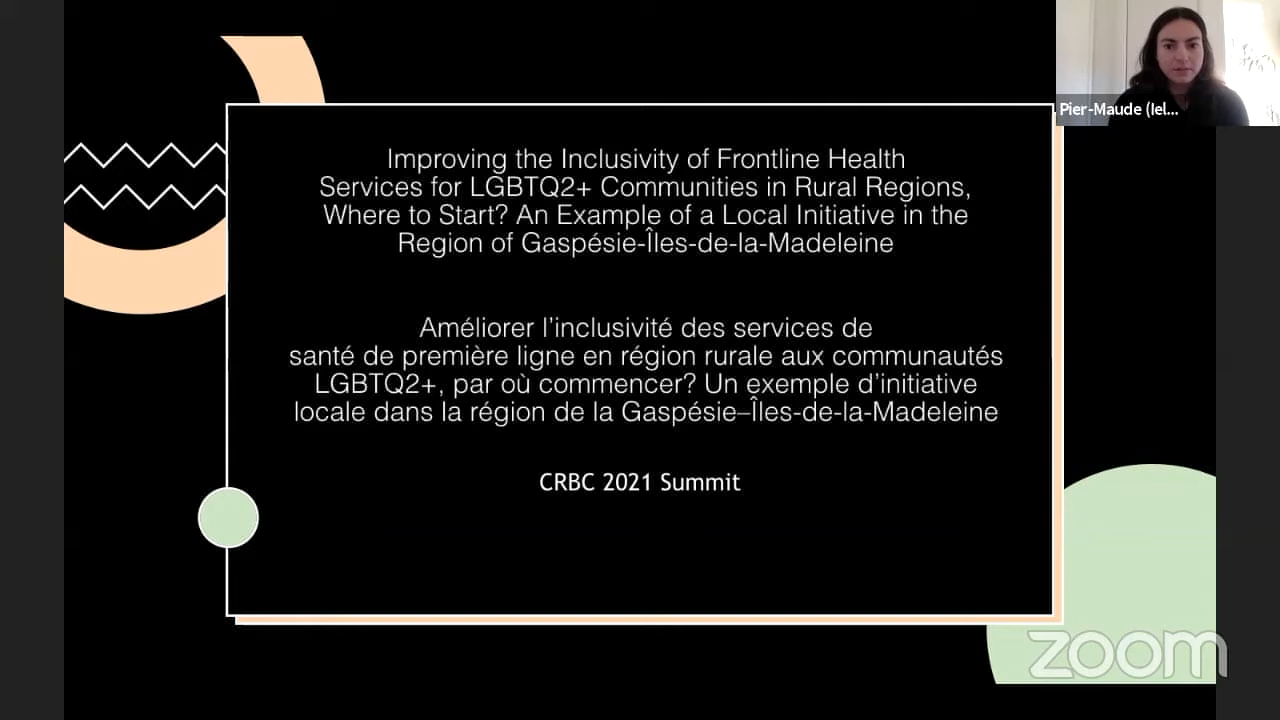 Pier-Maude (Iel...
Improving the Inclusivity of Frontline Health
Services for LGBTQ2+ Communities in Rural Regions,
Where to Start? An Example of a Local Initiative in the
Region of Gaspésie-Îles-de-la-Madeleine
Améliorer l'inclusivité des services de
santé de première ligne en région rurale aux communautés
LGBTQ2+, par où commencer? Un exemple d'initiative
locale dans la région de la Gaspésie–Îles-de-la-Madeleine
CRBC 2021 Summit
zoom